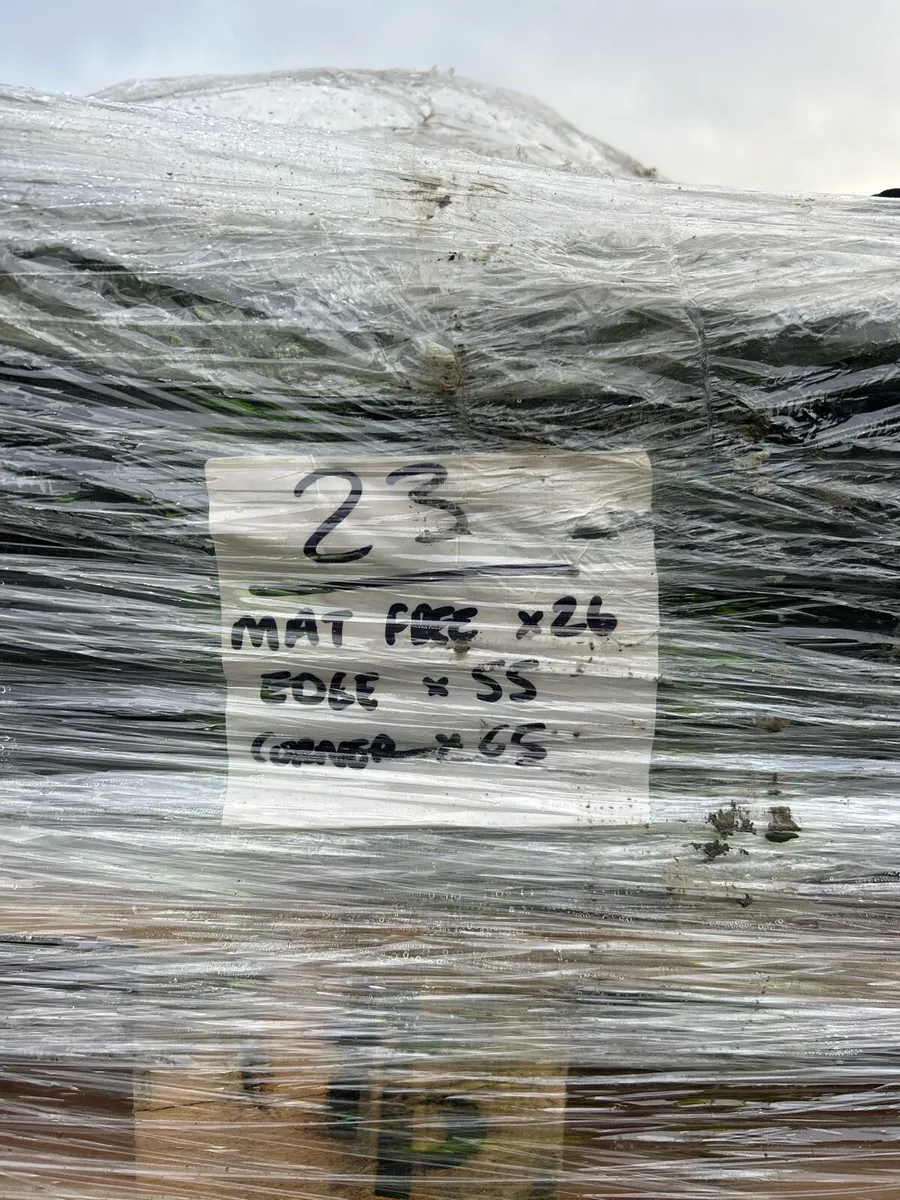 23
MAT FREE x26
EDGE x 55
CORNER x 65
P